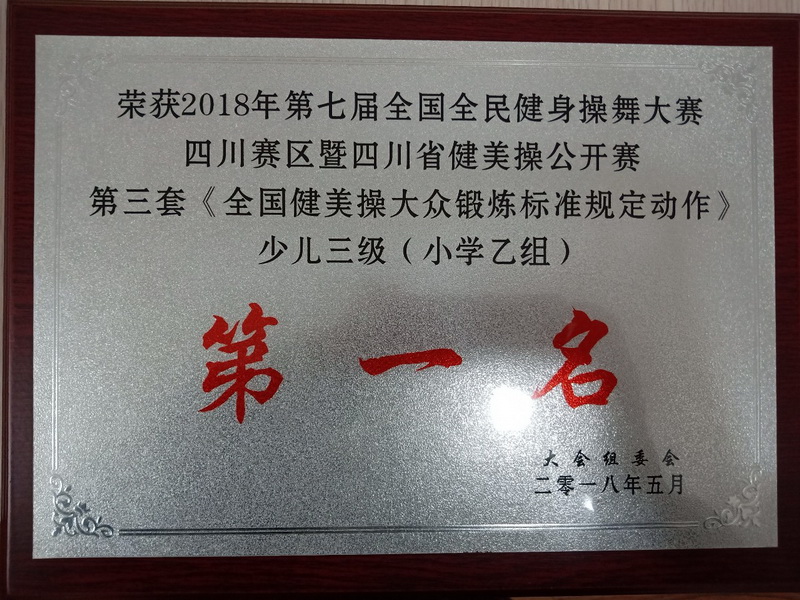 荣获2018年第七届全国全民健身操舞大赛
四川赛区暨四川省健美操公开赛
第三套《全国健美操大众锻炼标准规定动作》
少儿三级（小学乙组）
第一名
大会组委会
二零一八年五月